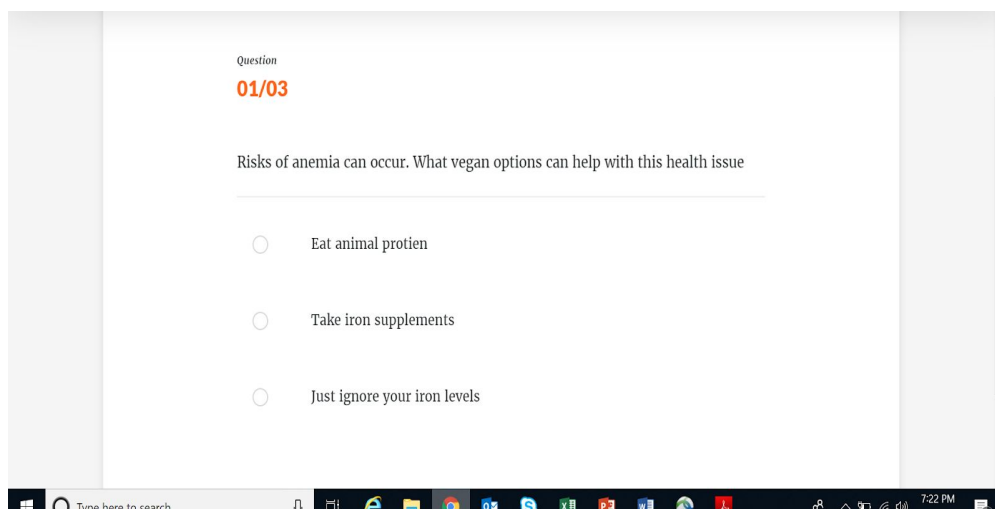 Question
01/03
Risks of anemia can occur. What vegan options can help with this health issue
Eat animal protien
Take iron supplements
Just ignore your iron levels
Type here to search
7:22 PM